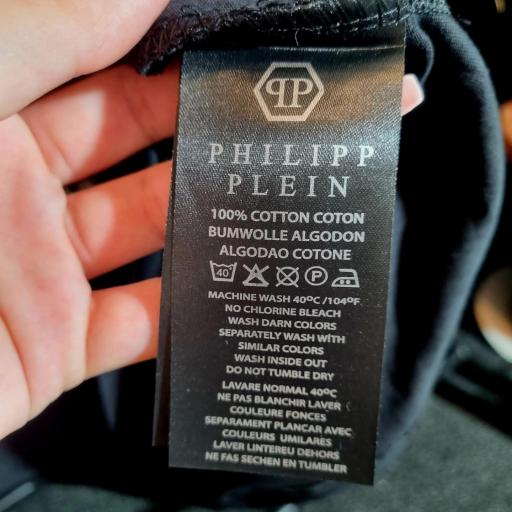 PHILIPP
PLEIN
100% COTTON COTON
BUMWOLLE ALGODON
ALGODAO COTONE
40°
P
MACHINE WASH 40ºC /104ºF
NO CHLORINE BLEACH
WASH DARN COLORS
SEPARATELY WASH WITH
SIMILAR COLORS
WASH INSIDE OUT
DO NOT TUMBLE DRY
LAVARE NORMAL 40ºC
NE PAS BLANCHIR LAVER
COULEURE FONCES
SEPARAMENT PLANCAR AVEC
COULEURS UMILARES
LAVER LINTEREU DEHORS
NE FAS SECHEN EN TUMBLER